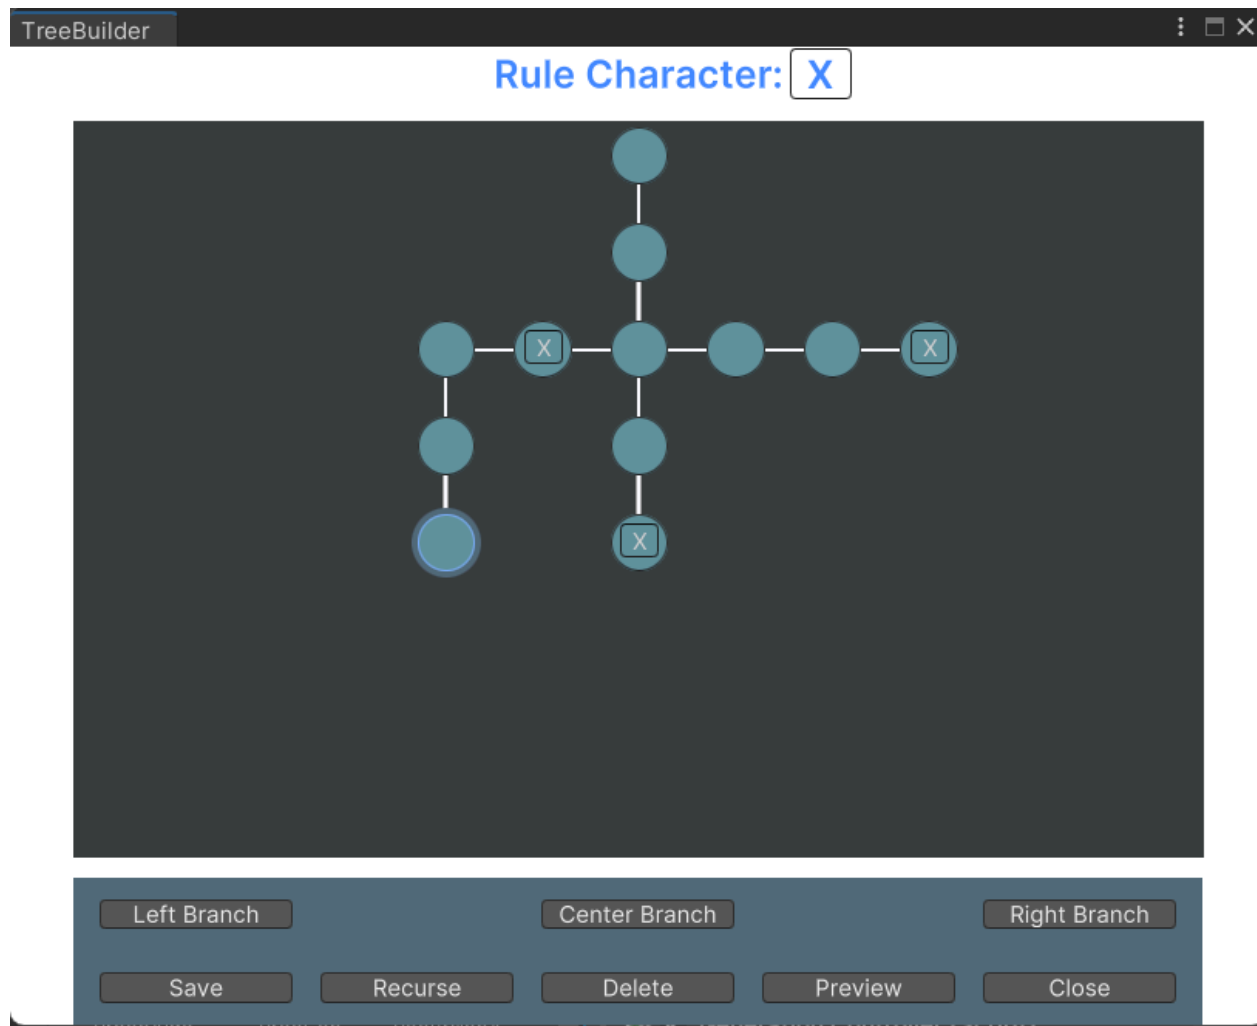 TreeBuilder
Rule Character: X
X X
X
Left Branch Center Branch Right Branch
Save Recurse Delete Preview Close